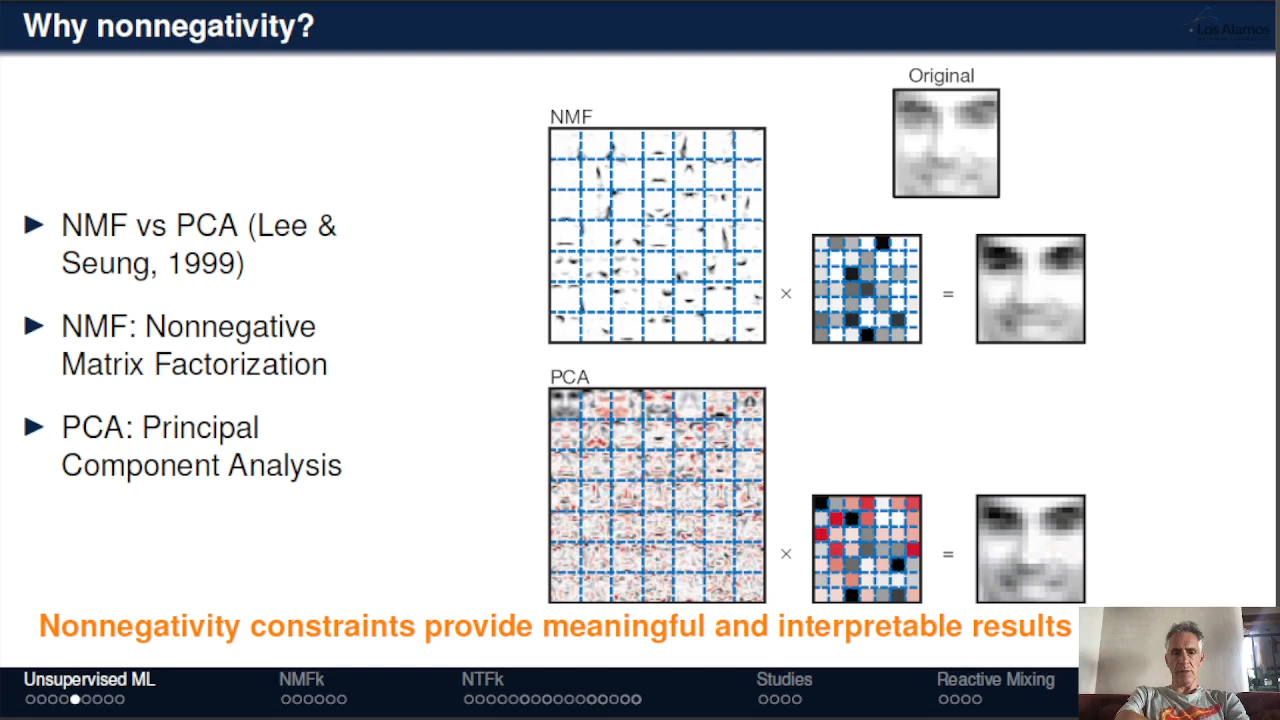 Why nonnegativity?
Los Alamos
Original
NMF
NMF vs PCA (Lee &
Seung, 1999)
NMF: Nonnegative
Matrix Factorization
× =
PCA
PCA: Principal
Component Analysis
× =
Nonnegativity constraints provide meaningful and interpretable results
Unsupervised ML NMFk NTFk Studies Reactive Mixing